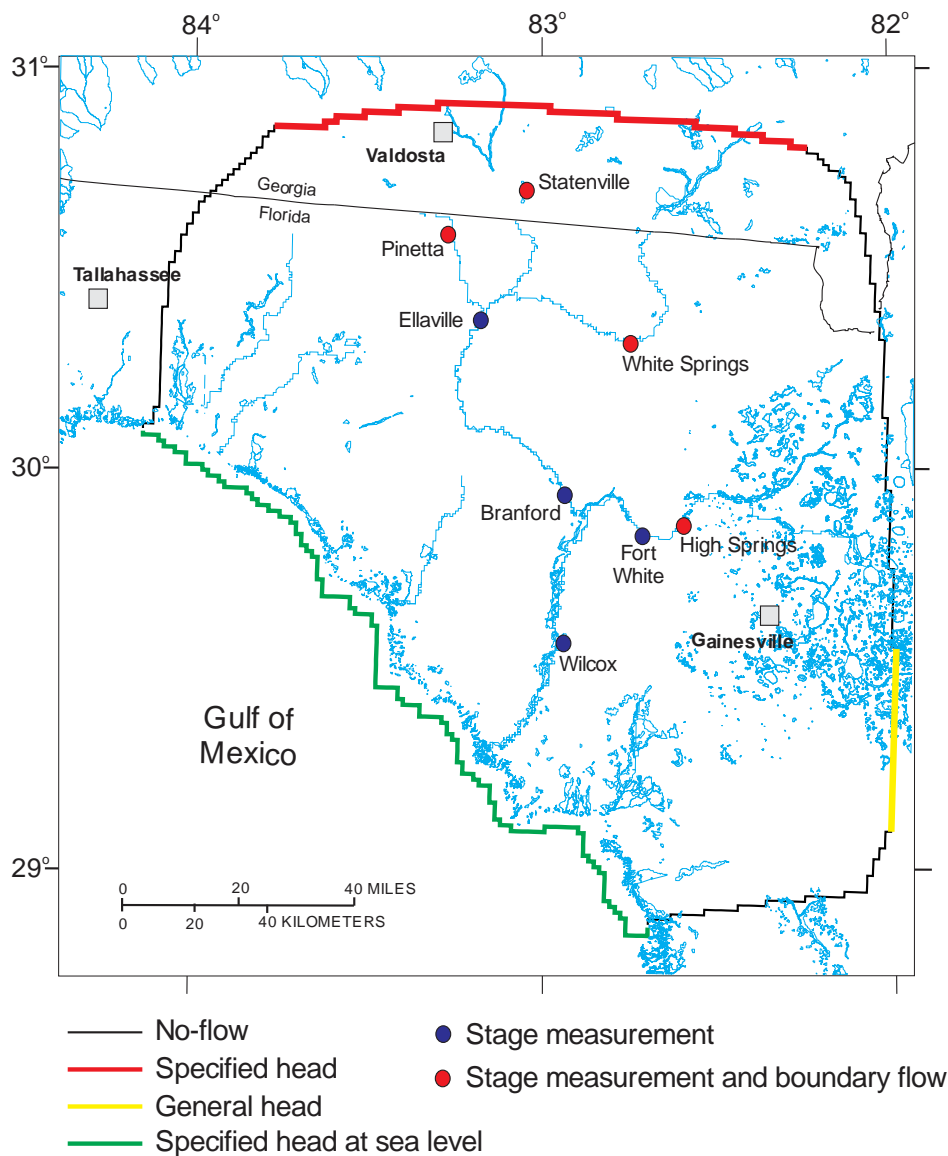 84°
83°
82°
31°
Valdosta
Statenville
Georgia
Florida
Pinetta
Tallahassee
Ellaville
White Springs
30°
Branford
Fort
White
High Springs
Gainesville
Wilcox
Gulf of
Mexico
29°
0 20 40 MILES
0 20 40 KILOMETERS
No-flow
Specified head
General head
Specified head at sea level
Stage measurement
Stage measurement and boundary flow